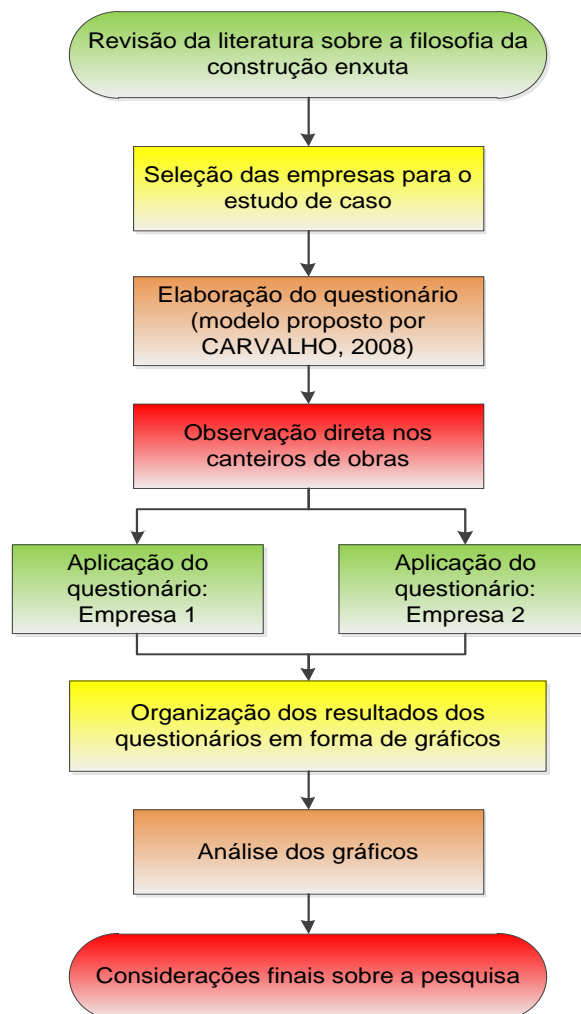 Revisão da literatura sobre a filosofia da
construção enxuta
Seleção das empresas para o
estudo de caso
Elaboração do questionário
(modelo proposto por
CARVALHO, 2008)
Observação direta nos
canteiros de obras
Aplicação do
questionário:
Empresa 1
Aplicação do
questionário:
Empresa 2
Organização dos resultados dos
questionários em forma de gráficos
Análise dos gráficos
Considerações finais sobre a pesquisa